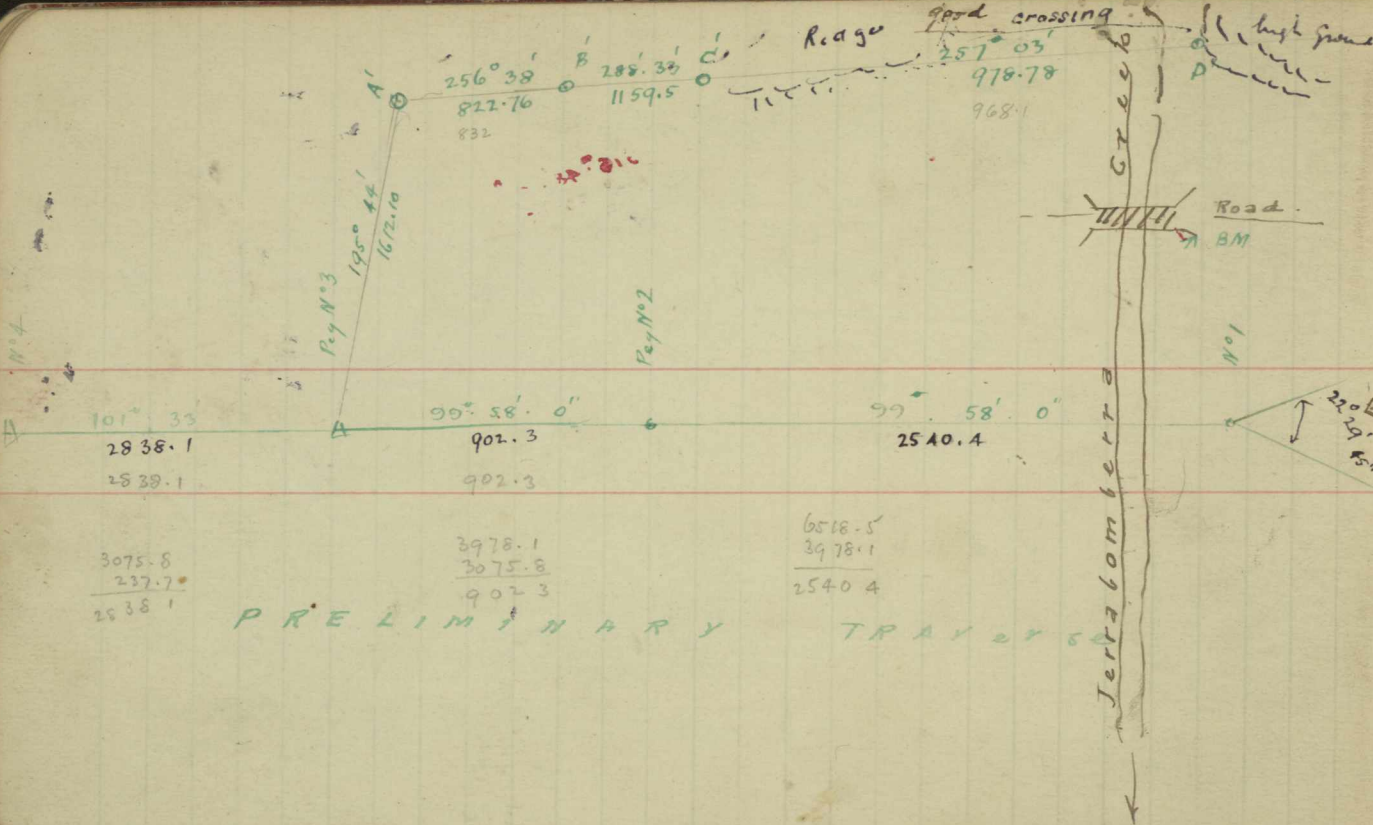 Ridge good crossing high ground
A' 256° 38' B' 288° 33' C' 257° 03' D
822.76 1159.5 978.78
832 968.1
195° 44'
1612.10
Road
BM
Jerrabomberra Creek
No 4 Peg No 3 Peg No 2 No 1
101° 33' 99° 58' 0" 99° 58' 0" 22° 29' 15"
2838.1 902.3 2540.4
2838.1 902.3
3075.8 3978.1 6518.5
237.7 3075.8 3978.1
2838 1 902 3 2540 4
PRELIMINARY TRAVERSE